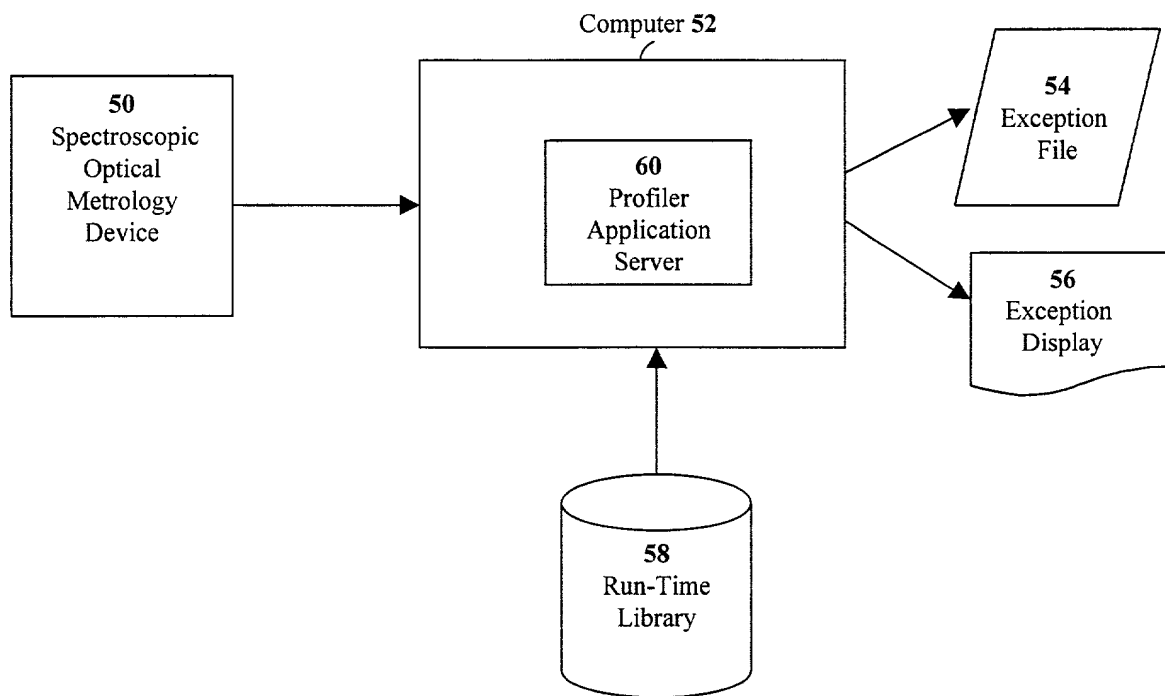 Computer 52
50
Spectroscopic
Optical
Metrology
Device
60
Profiler
Application
Server
54
Exception
File
56
Exception
Display
58
Run-Time
Library